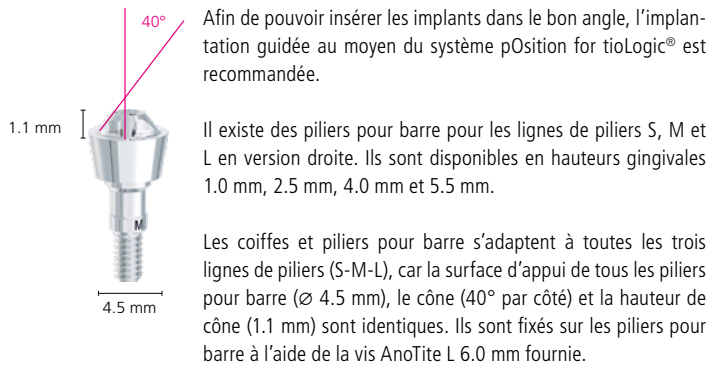 40°
1.1 mm
M
4.5 mm
Afin de pouvoir insérer les implants dans le bon angle, l'implan-
tation guidée au moyen du système pOsition for tioLogic® est
recommandée.
Il existe des piliers pour barre pour les lignes de piliers S, M et
L en version droite. Ils sont disponibles en hauteurs gingivales
1.0 mm, 2.5 mm, 4.0 mm et 5.5 mm.
Les coiffes et piliers pour barre s'adaptent à toutes les trois
lignes de piliers (S-M-L), car la surface d'appui de tous les piliers
pour barre (⌀ 4.5 mm), le cône (40° par côté) et la hauteur de
cône (1.1 mm) sont identiques. Ils sont fixés sur les piliers pour
barre à l'aide de la vis AnoTite L 6.0 mm fournie.